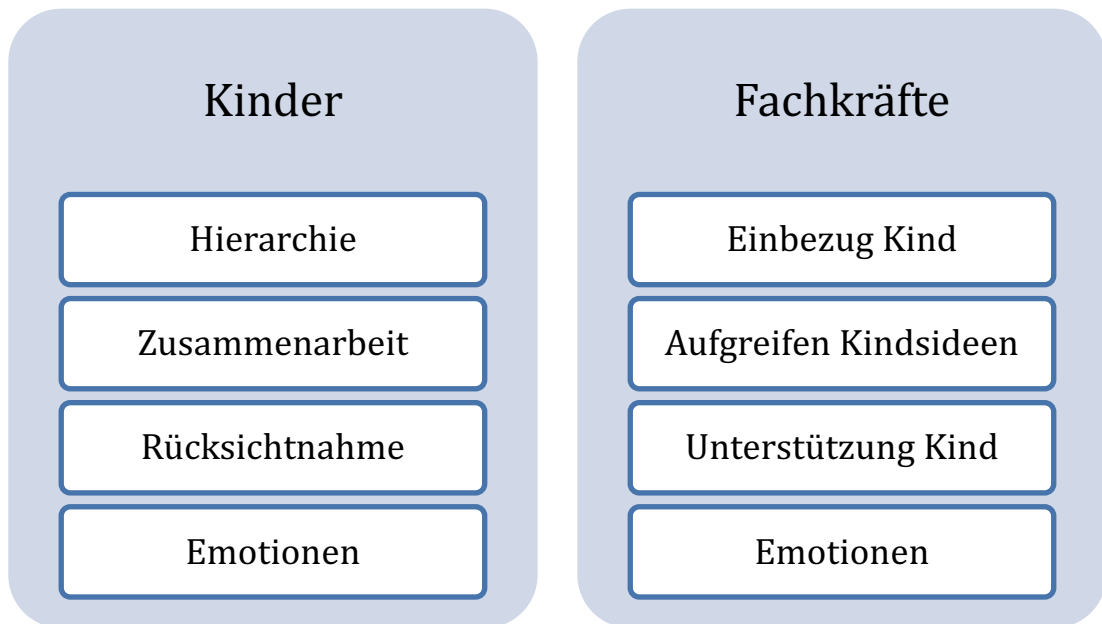 Kinder
Hierarchie
Zusammenarbeit
Rücksichtnahme
Emotionen
Fachkräfte
Einbezug Kind
Aufgreifen Kindsideen
Unterstützung Kind
Emotionen